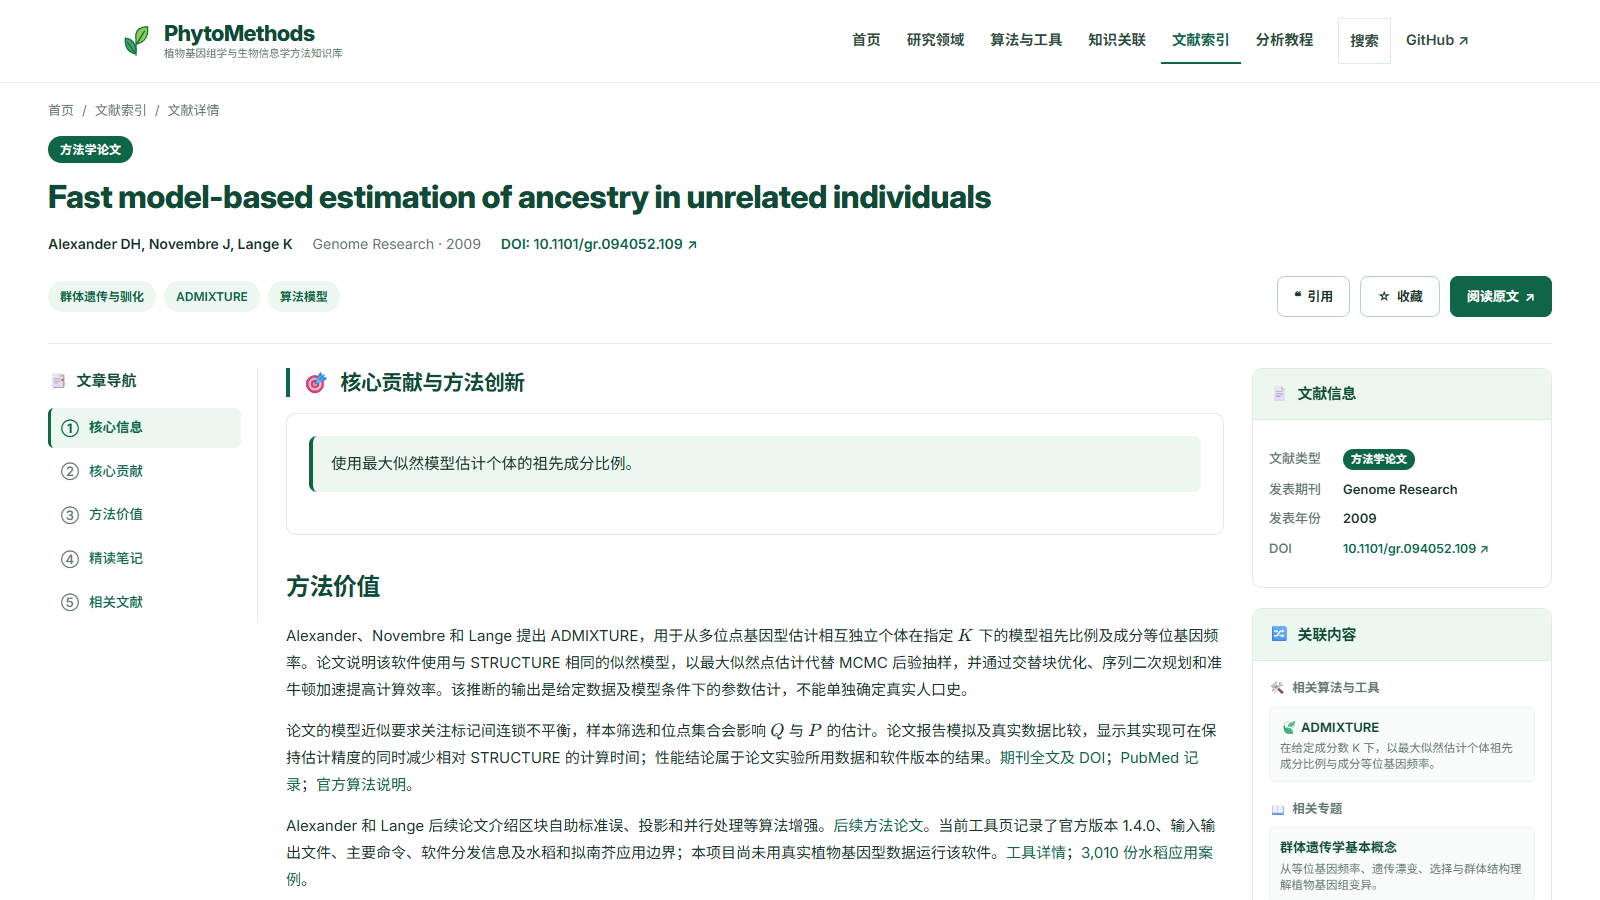 PhytoMethods
植物基因组学与生物信息学方法知识库
首页 研究领域 算法与工具 知识关联 文献索引 分析教程 搜索 GitHub ↗
首页 / 文献索引 / 文献详情
方法学论文
Fast model-based estimation of ancestry in unrelated individuals
Alexander DH, Novembre J, Lange K Genome Research · 2009 DOI: 10.1101/gr.094052.109 ↗
群体遗传与驯化 ADMIXTURE 算法模型
❝ 引用 ☆ 收藏 阅读原文 ↗
文章导航
① 核心信息
② 核心贡献
③ 方法价值
④ 精读笔记
⑤ 相关文献
核心贡献与方法创新
使用最大似然模型估计个体的祖先成分比例。
方法价值
Alexander、Novembre 和 Lange 提出 ADMIXTURE，用于从多位点基因型估计相互独立个体在指定 K 下的模型祖先比例及成分等位基因频
率。论文说明该软件使用与 STRUCTURE 相同的似然模型，以最大似然点估计代替 MCMC 后验抽样，并通过交替块优化、序列二次规划和准
牛顿加速提高计算效率。该推断的输出是给定数据及模型条件下的参数估计，不能单独确定真实人口史。
论文的模型近似要求关注标记间连锁不平衡，样本筛选和位点集合会影响 Q 与 P 的估计。论文报告模拟及真实数据比较，显示其实现可在保
持估计精度的同时减少相对 STRUCTURE 的计算时间；性能结论属于论文实验所用数据和软件版本的结果。期刊全文及 DOI；PubMed 记
录；官方算法说明。
Alexander 和 Lange 后续论文介绍区块自助标准误、投影和并行处理等算法增强。后续方法论文。当前工具页记录了官方版本 1.4.0、输入输
出文件、主要命令、软件分发信息及水稻和拟南芥应用边界；本项目尚未用真实植物基因型数据运行该软件。工具详情；3,010 份水稻应用案
例。
文献信息
文献类型 方法学论文
发表期刊 Genome Research
发表年份 2009
DOI 10.1101/gr.094052.109 ↗
关联内容
相关算法与工具
ADMIXTURE
在给定成分数 K 下，以最大似然估计个体祖先
成分比例与成分等位基因频率。
相关专题
群体遗传学基本概念
从等位基因频率、遗传漂变、选择与群体结构理
解植物基因组变异。